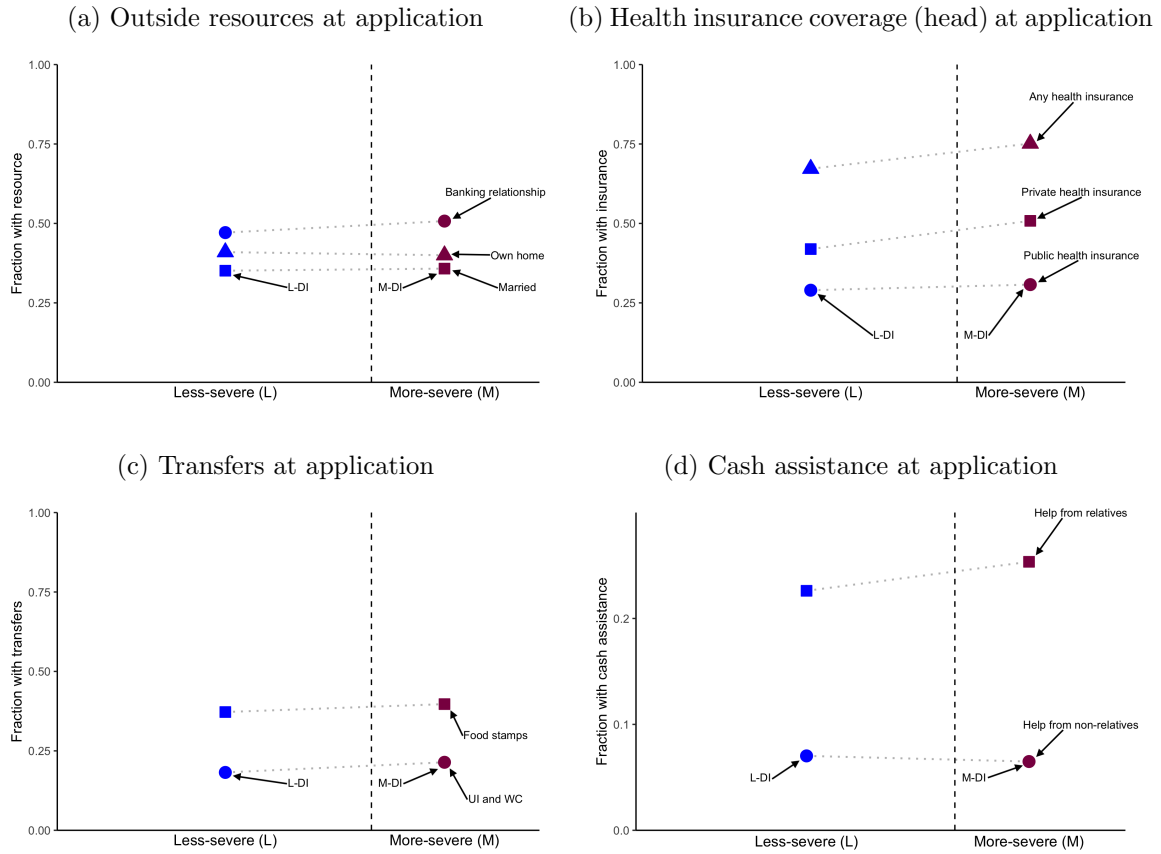 (a) Outside resources at application
Fraction with resource
1.00
0.75
0.50
0.25
0.00
Banking relationship
Own home
Married
L-DI
M-DI
Less-severe (L)
More-severe (M)
(b) Health insurance coverage (head) at application
Fraction with insurance
1.00
0.75
0.50
0.25
0.00
Any health insurance
Private health insurance
Public health insurance
L-DI
M-DI
Less-severe (L)
More-severe (M)
(c) Transfers at application
Fraction with transfers
1.00
0.75
0.50
0.25
0.00
Food stamps
L-DI
M-DI
UI and WC
Less-severe (L)
More-severe (M)
(d) Cash assistance at application
Fraction with cash assistance
0.2
0.1
0.0
Help from relatives
Help from non-relatives
L-DI
M-DI
Less-severe (L)
More-severe (M)